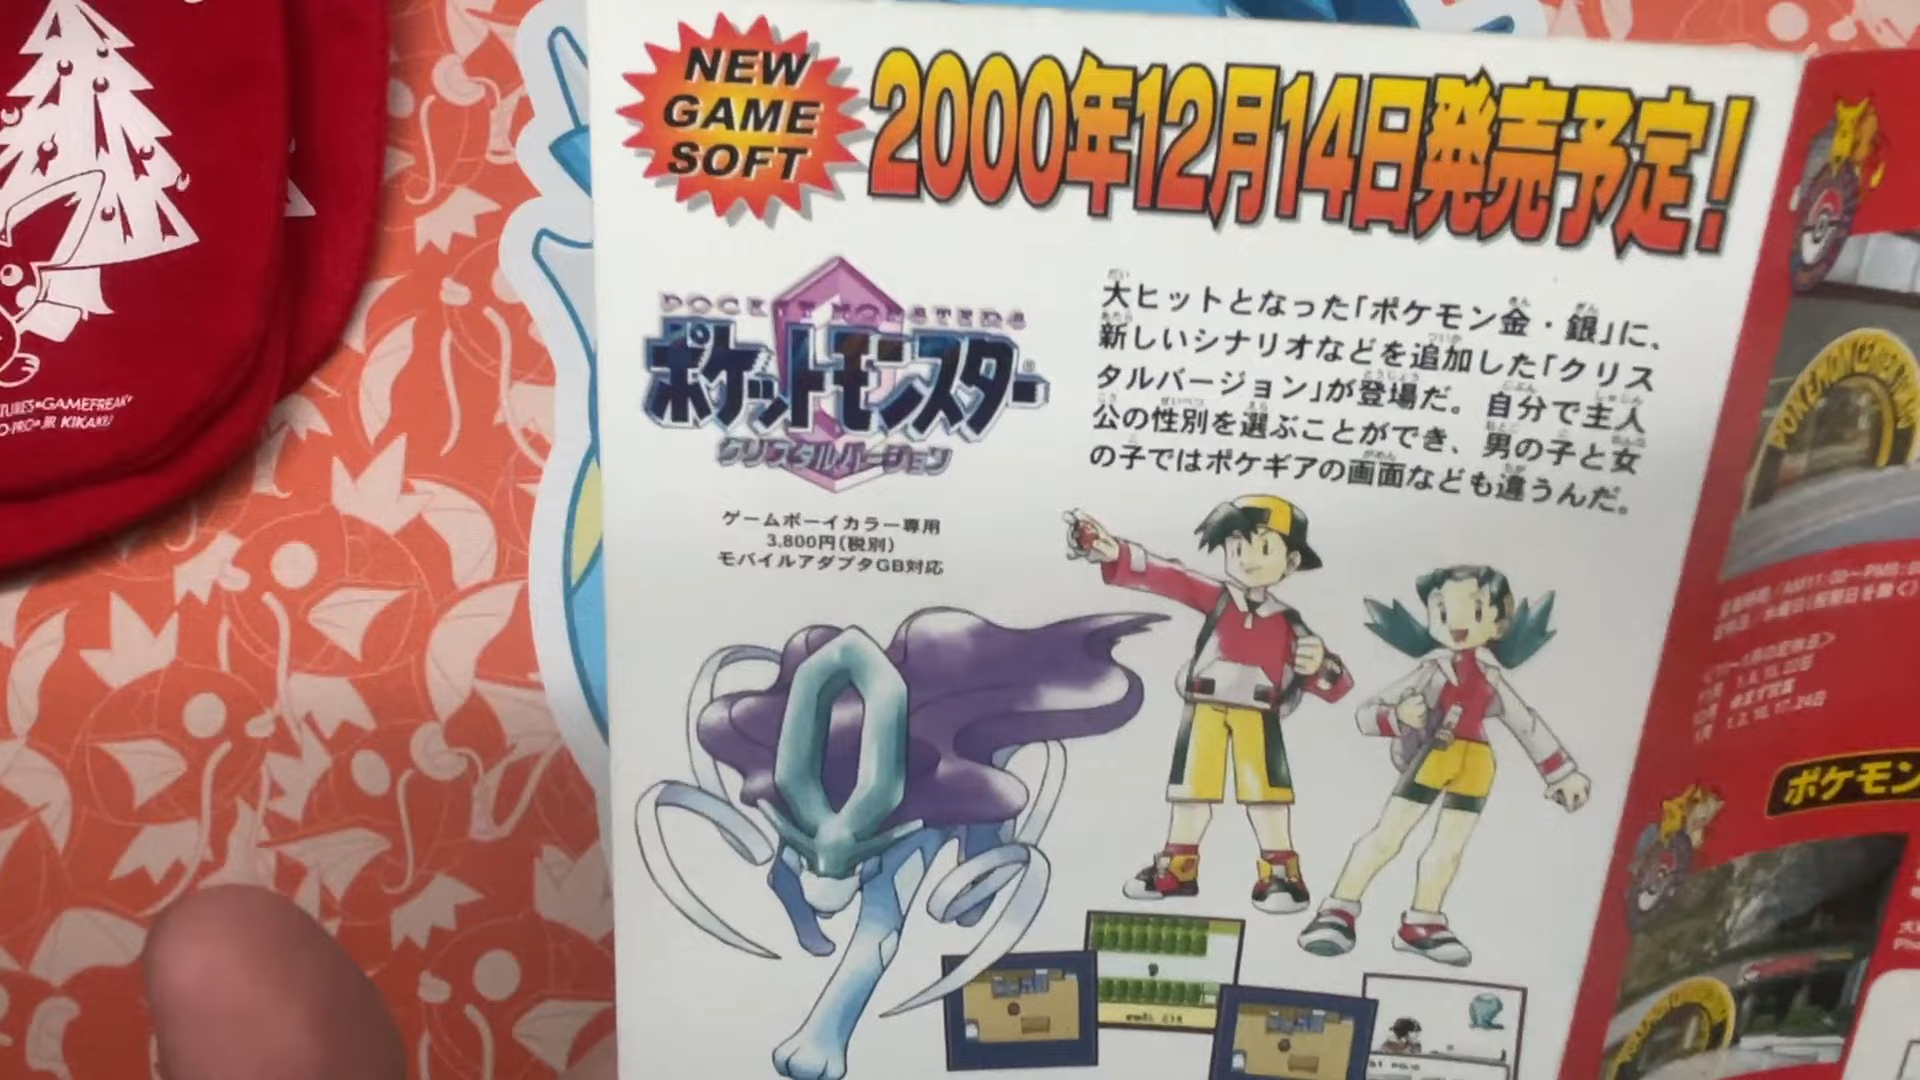 NEW
GAME
SOFT
2000年12月14日発売予定!
POCKET MONSTERS
ポケットモンスター
クリスタルバージョン
ゲームボーイカラー専用
3,800円(税別)
モバイルアダプタGB対応
大ヒットとなった「ポケモン金・銀」に、
新しいシナリオなどを追加した「クリス
タルバージョン」が登場だ。自分で主人
公の性別を選ぶことができ、男の子と女
の子ではポケギアの画面なども違うんだ。
ポケモン
GAMEFREAK
JR KIKAKU